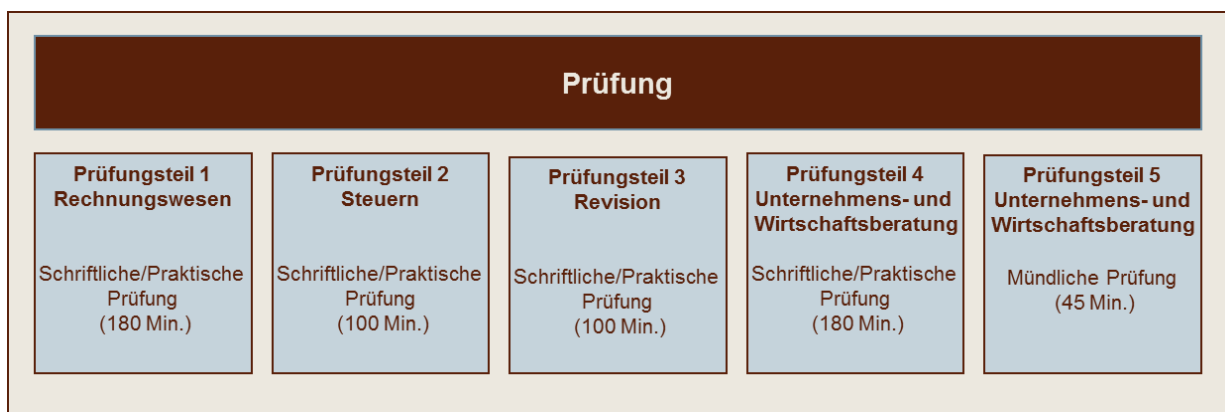 Prüfung
Prüfungsteil 1
Rechnungswesen
Schriftliche/Praktische
Prüfung
(180 Min.)
Prüfungsteil 2
Steuern
Schriftliche/Praktische
Prüfung
(100 Min.)
Prüfungsteil 3
Revision
Schriftliche/Praktische
Prüfung
(100 Min.)
Prüfungsteil 4
Unternehmens- und
Wirtschaftsberatung
Schriftliche/Praktische
Prüfung
(180 Min.)
Prüfungsteil 5
Unternehmens- und
Wirtschaftsberatung
Mündliche Prüfung
(45 Min.)